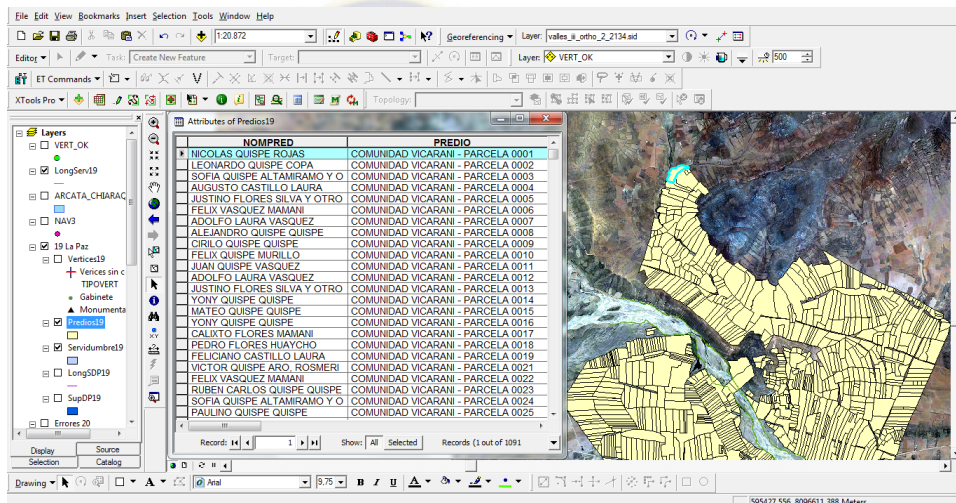 File Edit View Bookmarks Insert Selection Tools Window Help
1:20.872 Georeferencing Layer: valles_iii_ortho_2_2134.sid
Editor Task: Create New Feature Target: Layer: VERT_OK 500
ET Commands
XTools Pro Topology:
Layers
VERT_OK
LongServ19
ARCATA_CHIARAQ
NAV3
19 La Paz
Vertices19
Verices sin c
TIPOVERT
Gabinete
Monumenta
Predios19
Servidumbre19
LongSDP19
SupDP19
Errores 20
Display Source
Selection Catalog
Attributes of Predios19
NOMPRED PREDIO
NICOLAS QUISPE ROJAS COMUNIDAD VICARANI - PARCELA 0001
LEONARDO QUISPE COPA COMUNIDAD VICARANI - PARCELA 0002
SOFIA QUISPE ALTAMIRAMO Y O COMUNIDAD VICARANI - PARCELA 0003
AUGUSTO CASTILLO LAURA COMUNIDAD VICARANI - PARCELA 0004
JUSTINO FLORES SILVA Y OTRO COMUNIDAD VICARANI - PARCELA 0005
FELIX VASQUEZ MAMANI COMUNIDAD VICARANI - PARCELA 0006
ADOLFO LAURA VASQUEZ COMUNIDAD VICARANI - PARCELA 0007
ALEJANDRO QUISPE QUISPE COMUNIDAD VICARANI - PARCELA 0008
CIRILO QUISPE QUISPE COMUNIDAD VICARANI - PARCELA 0009
FELIX QUISPE MURILLO COMUNIDAD VICARANI - PARCELA 0010
JUAN QUISPE VASQUEZ COMUNIDAD VICARANI - PARCELA 0011
ADOLFO LAURA VASQUEZ COMUNIDAD VICARANI - PARCELA 0012
JUSTINO FLORES SILVA Y OTRO COMUNIDAD VICARANI - PARCELA 0013
YONY QUISPE QUISPE COMUNIDAD VICARANI - PARCELA 0014
MATEO QUISPE QUISPE COMUNIDAD VICARANI - PARCELA 0015
YONY QUISPE QUISPE COMUNIDAD VICARANI - PARCELA 0016
CALIXTO FLORES MAMANI COMUNIDAD VICARANI - PARCELA 0017
PEDRO FLORES HUAYCHO COMUNIDAD VICARANI - PARCELA 0018
FELICIANO CASTILLO LAURA COMUNIDAD VICARANI - PARCELA 0019
VICTOR QUISPE ARO, ROSMERI COMUNIDAD VICARANI - PARCELA 0021
FELIX VASQUEZ MAMANI COMUNIDAD VICARANI - PARCELA 0022
RUBEN CARLOS QUISPE QUISPE COMUNIDAD VICARANI - PARCELA 0023
SOFIA QUISPE ALTAMIRAMO Y O COMUNIDAD VICARANI - PARCELA 0024
PAULINO QUISPE QUISPE COMUNIDAD VICARANI - PARCELA 0025
Record: 1 Show: All Selected Records (1 out of 1091
Drawing A Arial 9,75 B I U A
595427,556 8096611,388 Meters